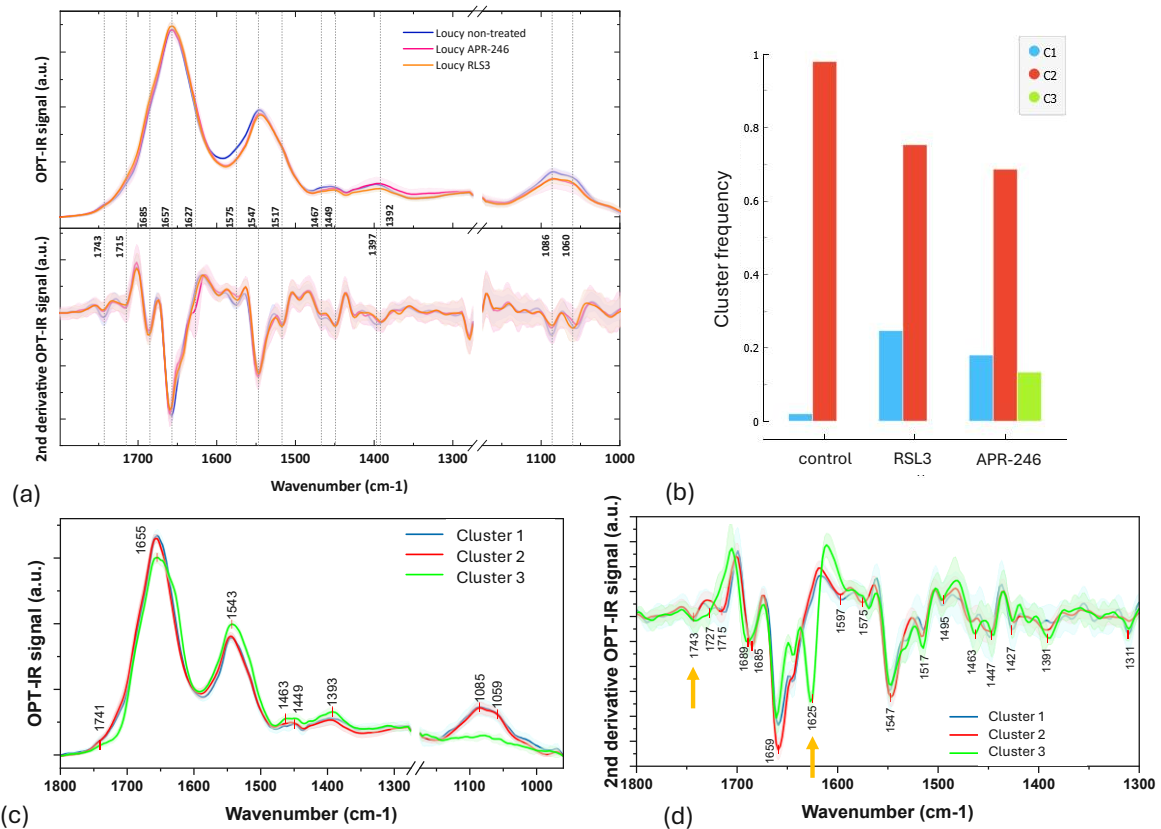 OPT-IR signal (a.u.)
Loucy non-treated
Loucy APR-246
Loucy RLS3
1685
1657
1627
1575
1547
1517
1467
1449
1392
2nd derivative OPT-IR signal (a.u.)
1743
1715
1397
1086
1060
1700 1600 1500 1400 1300 1100 1000
Wavenumber (cm-1)
(a)
Cluster frequency
1
0.8
0.6
0.4
0.2
0
C1
C2
C3
control RSL3 APR-246
(b)
OPT-IR signal (a.u.)
1655
1543
1741
1463
1449
1393
1085
1059
Cluster 1
Cluster 2
Cluster 3
1800 1700 1600 1500 1400 1300 1100 1000
Wavenumber (cm-1)
(c)
2nd derivative OPT-IR signal (a.u.)
1743
1727
1715
1689
1685
1659
1625
1597
1575
1547
1517
1495
1463
1447
1427
1391
1311
Cluster 1
Cluster 2
Cluster 3
1800 1700 1600 1500 1400 1300
Wavenumber (cm-1)
(d)